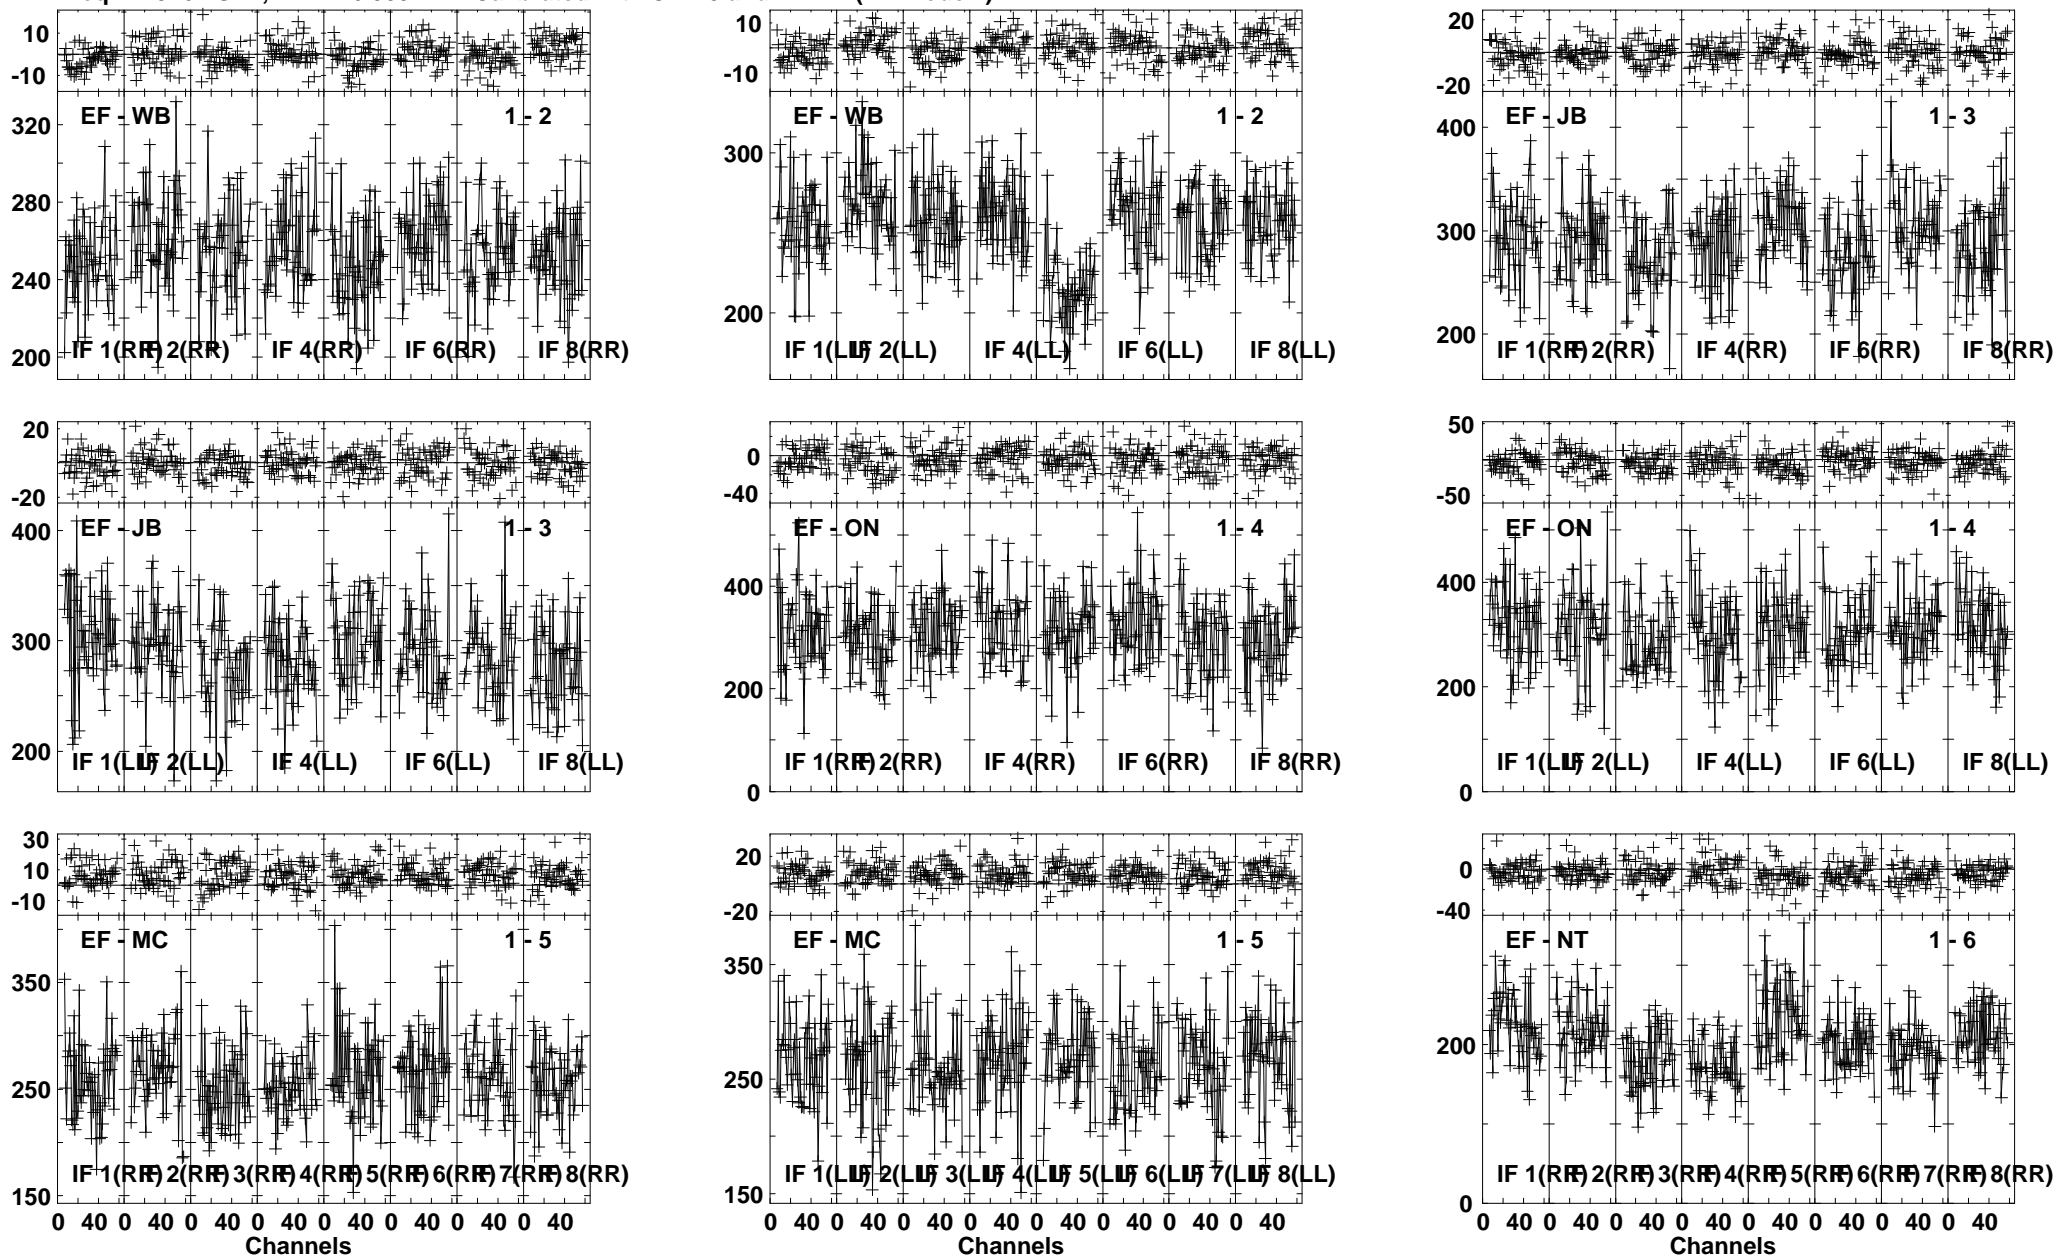 10
-10
EF - WB 1 - 2
320
280
240
200
IF 1(RR) IF 2(RR) IF 4(RR) IF 6(RR) IF 8(RR)
10
-10
EF - WB 1 - 2
300
200
IF 1(LL) IF 2(LL) IF 4(LL) IF 6(LL) IF 8(LL)
20
-20
EF - JB 1 - 3
400
300
200
IF 1(RR) IF 2(RR) IF 4(RR) IF 6(RR) IF 8(RR)
20
-20
EF - JB 1 - 3
400
300
200
IF 1(LL) IF 2(LL) IF 4(LL) IF 6(LL) IF 8(LL)
0
-40
EF - ON 1 - 4
400
200
0
IF 1(RR) IF 2(RR) IF 4(RR) IF 6(RR) IF 8(RR)
50
-50
EF - ON 1 - 4
400
200
0
IF 1(LL) IF 2(LL) IF 4(LL) IF 6(LL) IF 8(LL)
30
10
-10
EF - MC 1 - 5
350
250
150
IF 1(RR) IF 2(RR) IF 3(RR) IF 4(RR) IF 5(RR) IF 6(RR) IF 7(RR) IF 8(RR)
0 40 0 40 0 40 0 40 0 40 0 40 0 40 0 40
Channels
20
-20
EF - MC 1 - 5
350
250
150
IF 1(LL) IF 2(LL) IF 3(LL) IF 4(LL) IF 5(LL) IF 6(LL) IF 7(LL) IF 8(LL)
0 40 0 40 0 40 0 40 0 40 0 40 0 40 0 40
Channels
0
-40
EF - NT 1 - 6
200
0
IF 1(RR) IF 2(RR) IF 3(RR) IF 4(RR) IF 5(RR) IF 6(RR) IF 7(RR) IF 8(RR)
0 40 0 40 0 40 0 40 0 40 0 40 0 40 0 40
Channels